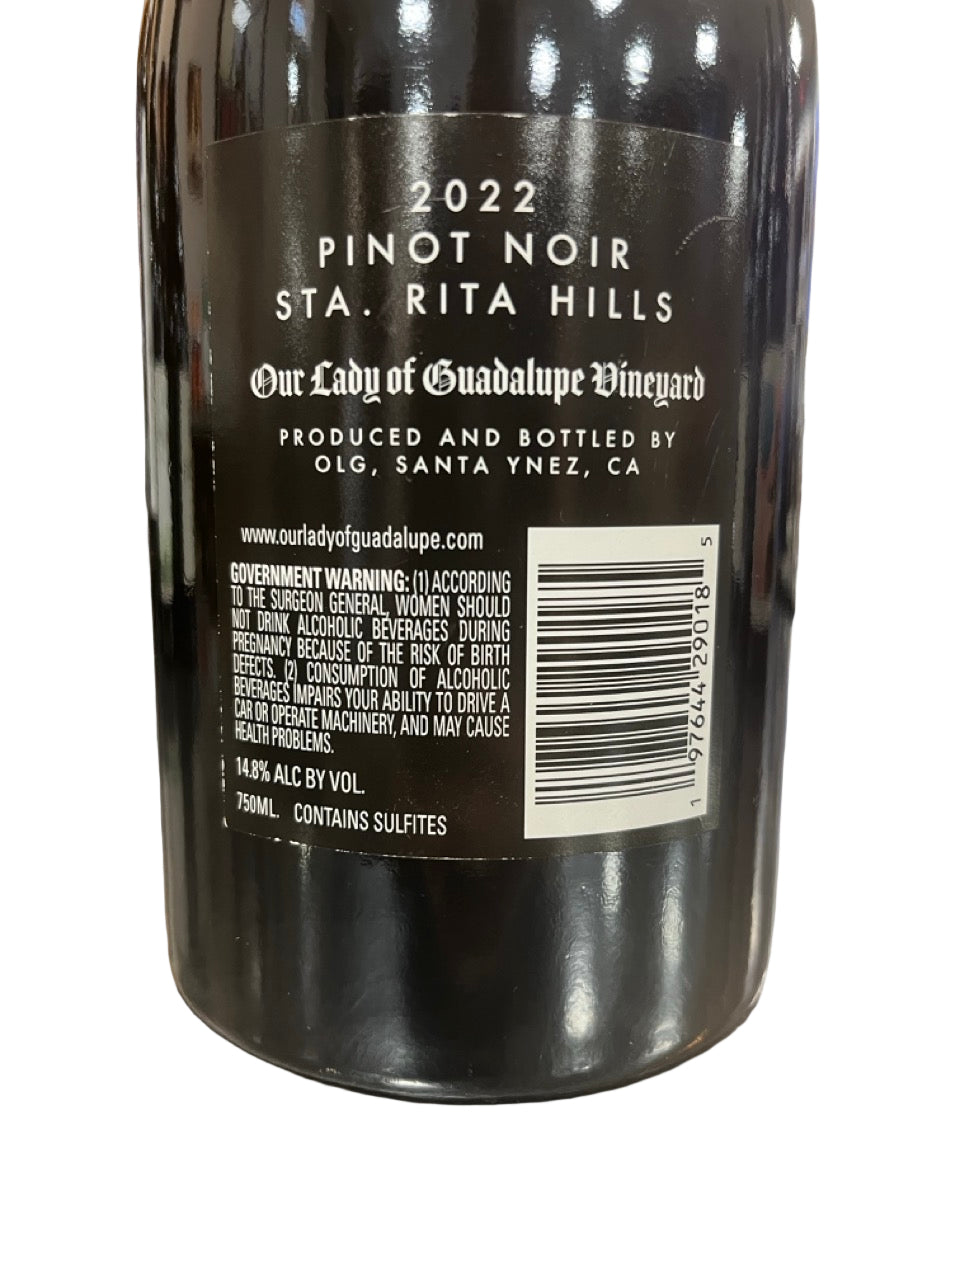 2022
PINOT NOIR
STA. RITA HILLS
Our Lady of Guadalupe Vineyard
PRODUCED AND BOTTLED BY
OLG, SANTA YNEZ, CA
www.ourladyofguadalupe.com
GOVERNMENT WARNING: (1) ACCORDING
TO THE SURGEON GENERAL, WOMEN SHOULD
NOT DRINK ALCOHOLIC BEVERAGES DURING
PREGNANCY BECAUSE OF THE RISK OF BIRTH
DEFECTS. (2) CONSUMPTION OF ALCOHOLIC
BEVERAGES IMPAIRS YOUR ABILITY TO DRIVE A
CAR OR OPERATE MACHINERY, AND MAY CAUSE
HEALTH PROBLEMS.
14.8% ALC BY VOL.
750ML. CONTAINS SULFITES
1 97644 29018 5